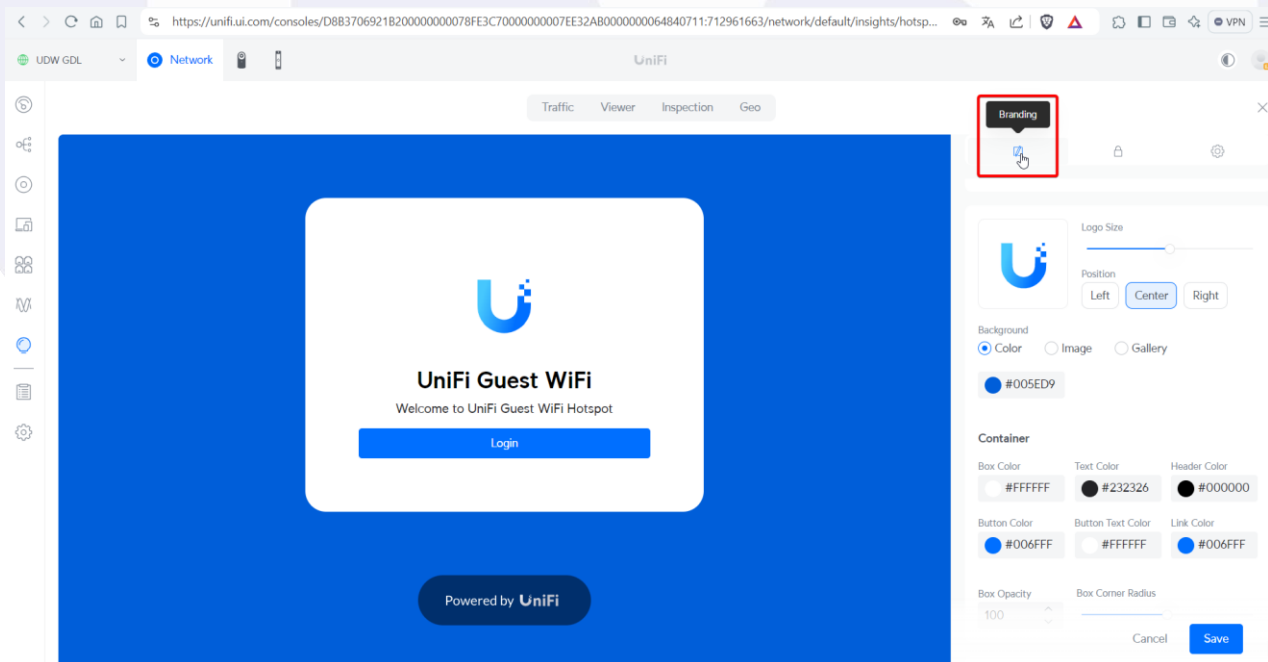 https://unifi.ui.com/consoles/D8B3706921B200000000078FE3C70000000007EE32AB0000000064840711:712961663/network/default/insights/hotsp...
VPN
UDW GDL
Network
UniFi
Traffic Viewer Inspection Geo
Branding
Logo Size
Position
Left Center Right
Background
Color Image Gallery
#005ED9
UniFi Guest WiFi
Welcome to UniFi Guest WiFi Hotspot
Login
Powered by UniFi
Container
Box Color Text Color Header Color
#FFFFFF #232326 #000000
Button Color Button Text Color Link Color
#006FFF #FFFFFF #006FFF
Box Opacity Box Corner Radius
100
Cancel Save